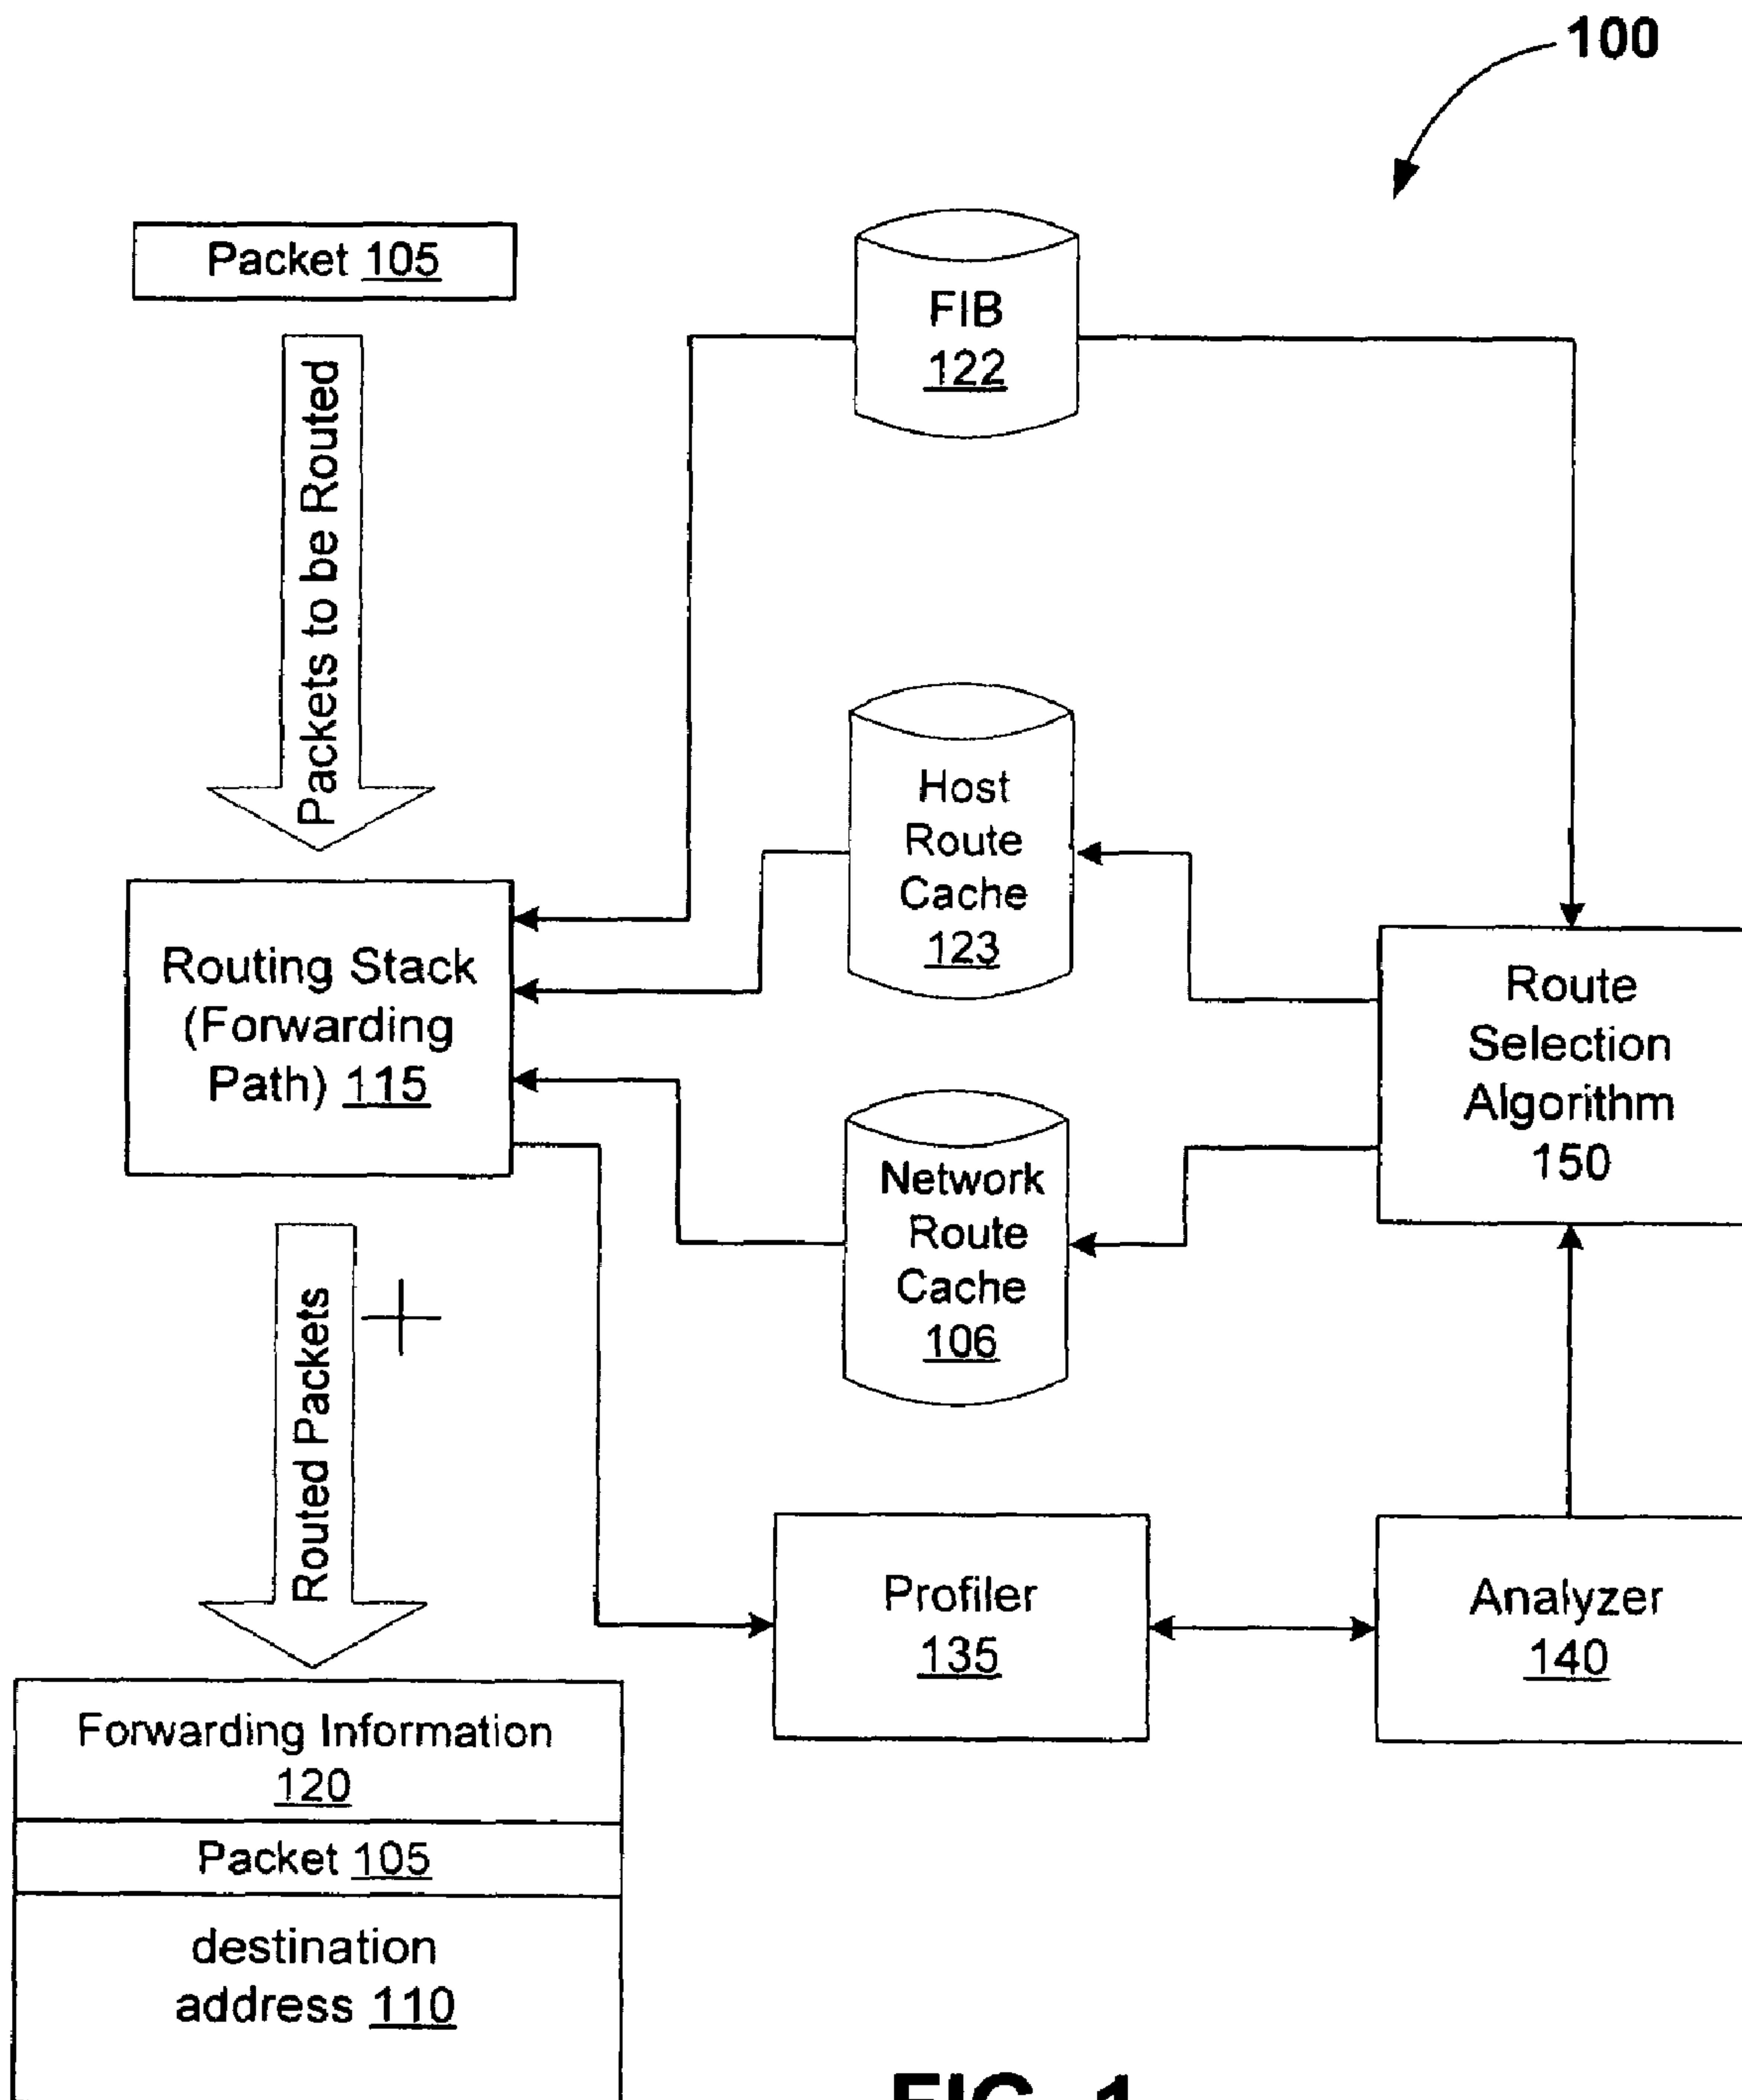 100
Packet 105
Packets to be Routed
FIB
122
Host
Route
Cache
123
Routing Stack
(Forwarding
Path) 115
Route
Selection
Algorithm
150
Network
Route
Cache
106
Routed Packets
Profiler
135
Analyzer
140
Forwarding Information
120
Packet 105
destination
address 110
FIG. 1